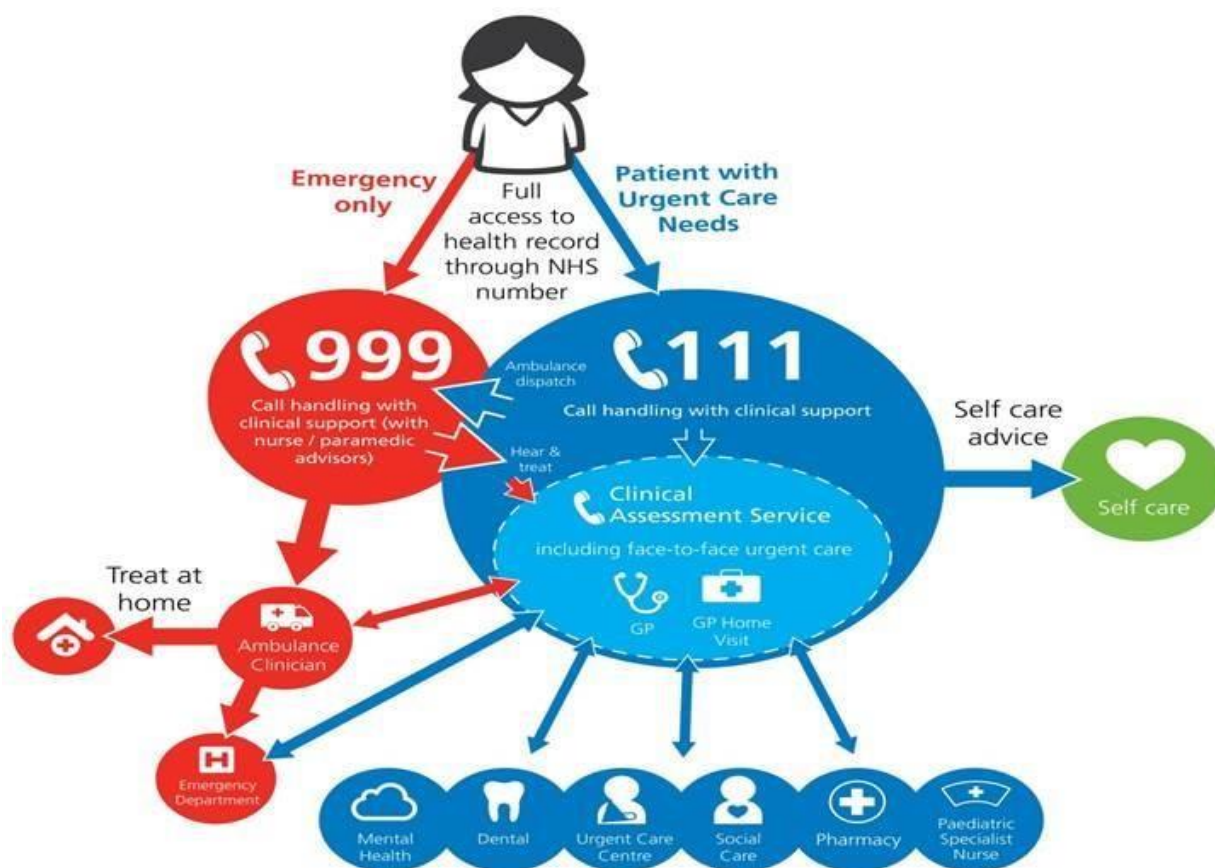 Emergency
only
Full
access to
health record
through NHS
number
Patient with
Urgent Care
Needs
999
Call handling with
clinical support (with
nurse / paramedic
advisors)
Ambulance
dispatch
Hear &
treat
111
Call handling with clinical support
Clinical
Assessment Service
including face-to-face urgent care
GP
GP Home
Visit
Self care
advice
Self care
Treat at
home
Ambulance
Clinician
H
Emergency
Department
Mental
Health
Dental
Urgent Care
Centre
Social
Care
Pharmacy
Paediatric
Specialist
Nurse